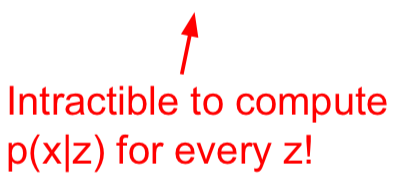 Intractible to compute
p(x|z) for every z!